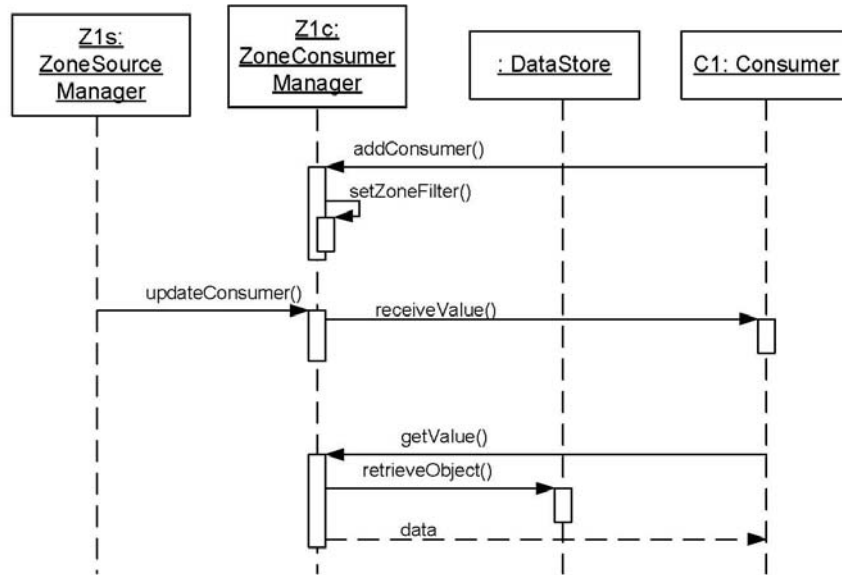 Z1s:
ZoneSource
Manager
Z1c:
ZoneConsumer
Manager
: DataStore
C1: Consumer
addConsumer()
setZoneFilter()
updateConsumer()
receiveValue()
getValue()
retrieveObject()
data